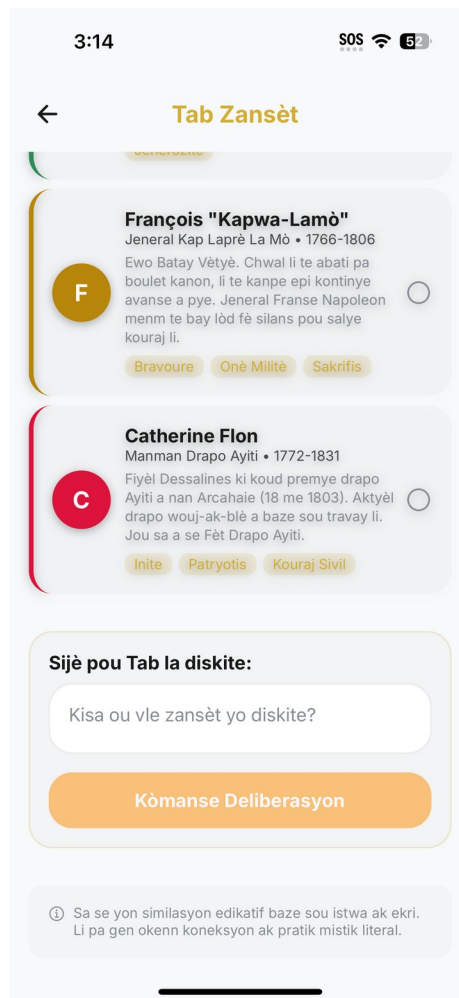 3:14
SOS
52
Tab Zansèt
Jenerozite
F
François "Kapwa-Lamò"
Jeneral Kap Laprè La Mò • 1766-1806
Ewo Batay Vètyè. Chwal li te abati pa
boulet kanon, li te kanpe epi kontinye
avanse a pye. Jeneral Franse Napoleon
menm te bay lòd fè silans pou salye
kouraj li.
Bravoure
Onè Militè
Sakrifis
C
Catherine Flon
Manman Drapo Ayiti • 1772-1831
Fiyèl Dessalines ki koud premye drapo
Ayiti a nan Arcahaie (18 me 1803). Aktyèl
drapo wouj-ak-blè a baze sou travay li.
Jou sa a se Fèt Drapo Ayiti.
Inite
Patryotis
Kouraj Sivil
Sijè pou Tab la diskite:
Kisa ou vle zansèt yo diskite?
Kòmanse Deliberasyon
Sa se yon similasyon edikatif baze sou istwa ak ekri.
Li pa gen okenn koneksyon ak pratik mistik literal.